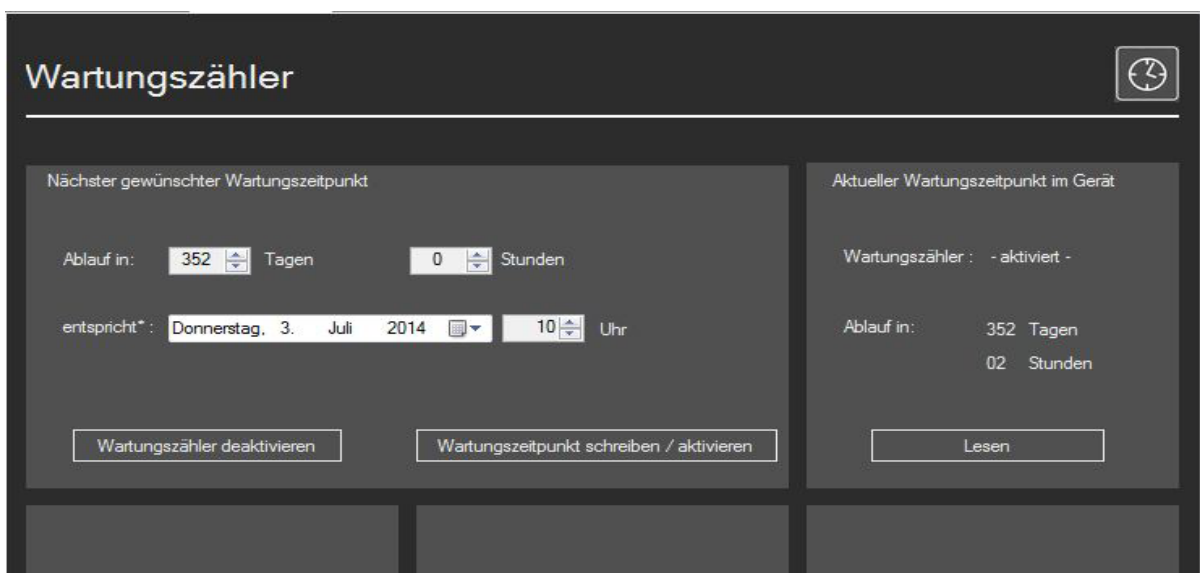 Wartungszähler
Nächster gewünschter Wartungszeitpunkt
Ablauf in: 352 Tagen 0 Stunden
entspricht* : Donnerstag, 3. Juli 2014 10 Uhr
Wartungszähler deaktivieren Wartungszeitpunkt schreiben / aktivieren
Aktueller Wartungszeitpunkt im Gerät
Wartungszähler : - aktiviert -
Ablauf in: 352 Tagen
02 Stunden
Lesen